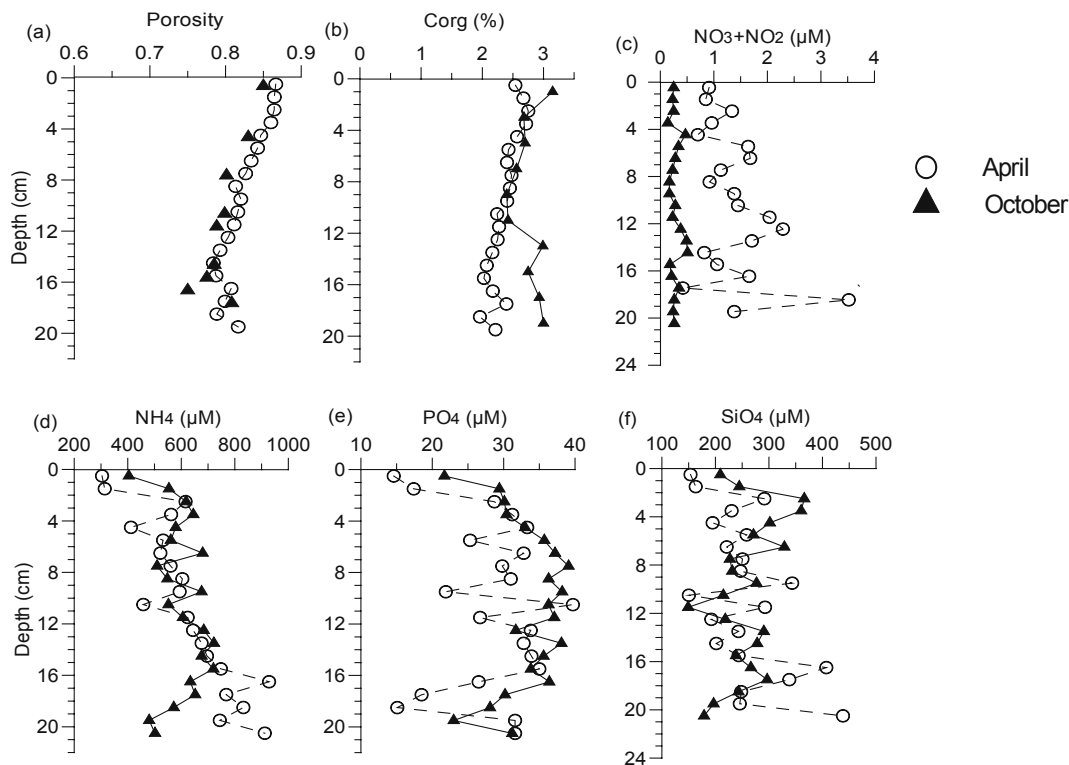 (a) Porosity
0.6 0.7 0.8 0.9
Depth (cm)
0
4
8
12
16
20
(b) Corg (%)
0 1 2 3
0
4
8
12
16
20
(c) NO3+NO2 (µM)
0 1 2 3 4
0
4
8
12
16
20
24
April
October
(d) NH4 (µM)
200 400 600 800 1000
Depth (cm)
0
4
8
12
16
20
(e) PO4 (µM)
10 20 30 40
0
4
8
12
16
20
(f) SiO4 (µM)
100 200 300 400 500
0
4
8
12
16
20
24